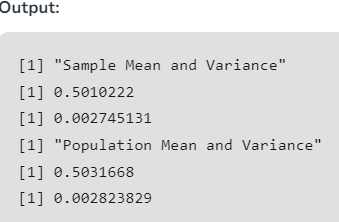 Output:
[1] "Sample Mean and Variance"
[1] 0.5010222
[1] 0.002745131
[1] "Population Mean and Variance"
[1] 0.5031668
[1] 0.002823829